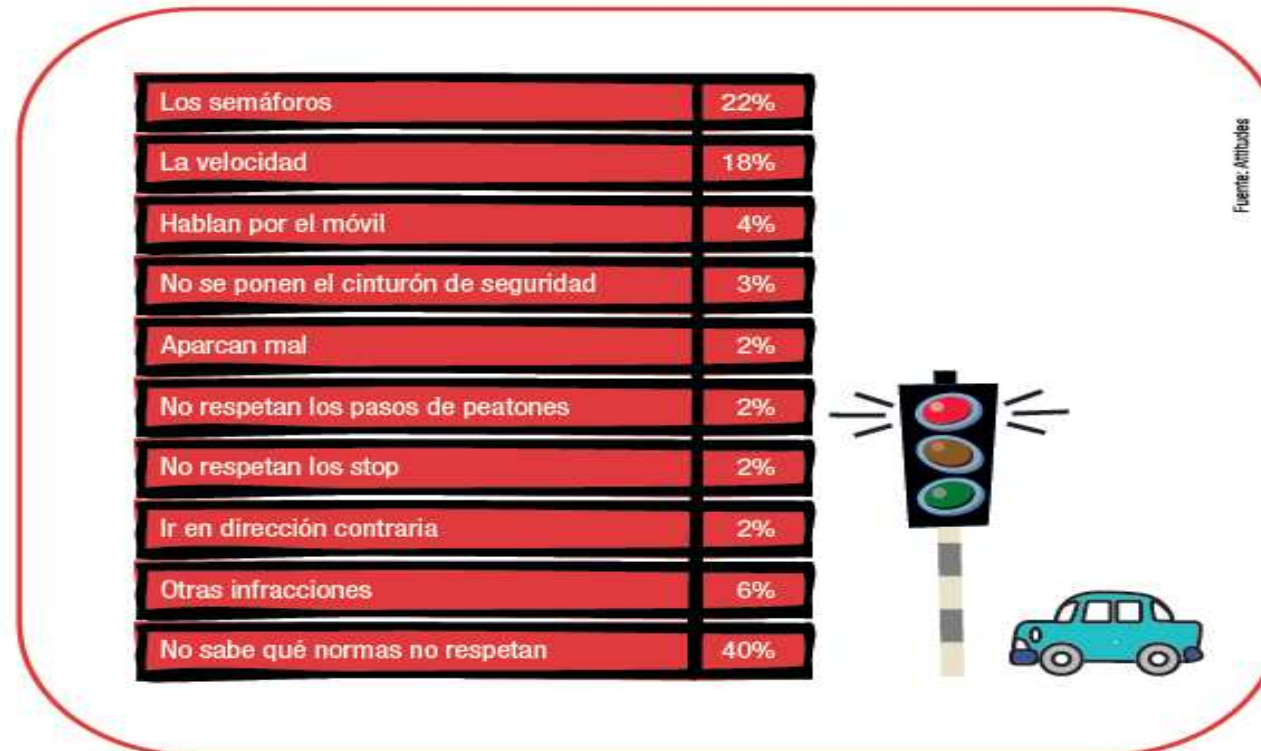 Los semáforos 22%
La velocidad 18%
Hablan por el móvil 4%
No se ponen el cinturón de seguridad 3%
Aparcan mal 2%
No respetan los pasos de peatones 2%
No respetan los stop 2%
Ir en dirección contraria 2%
Otras infracciones 6%
No sabe qué normas no respetan 40%
Fuente: Attitudes